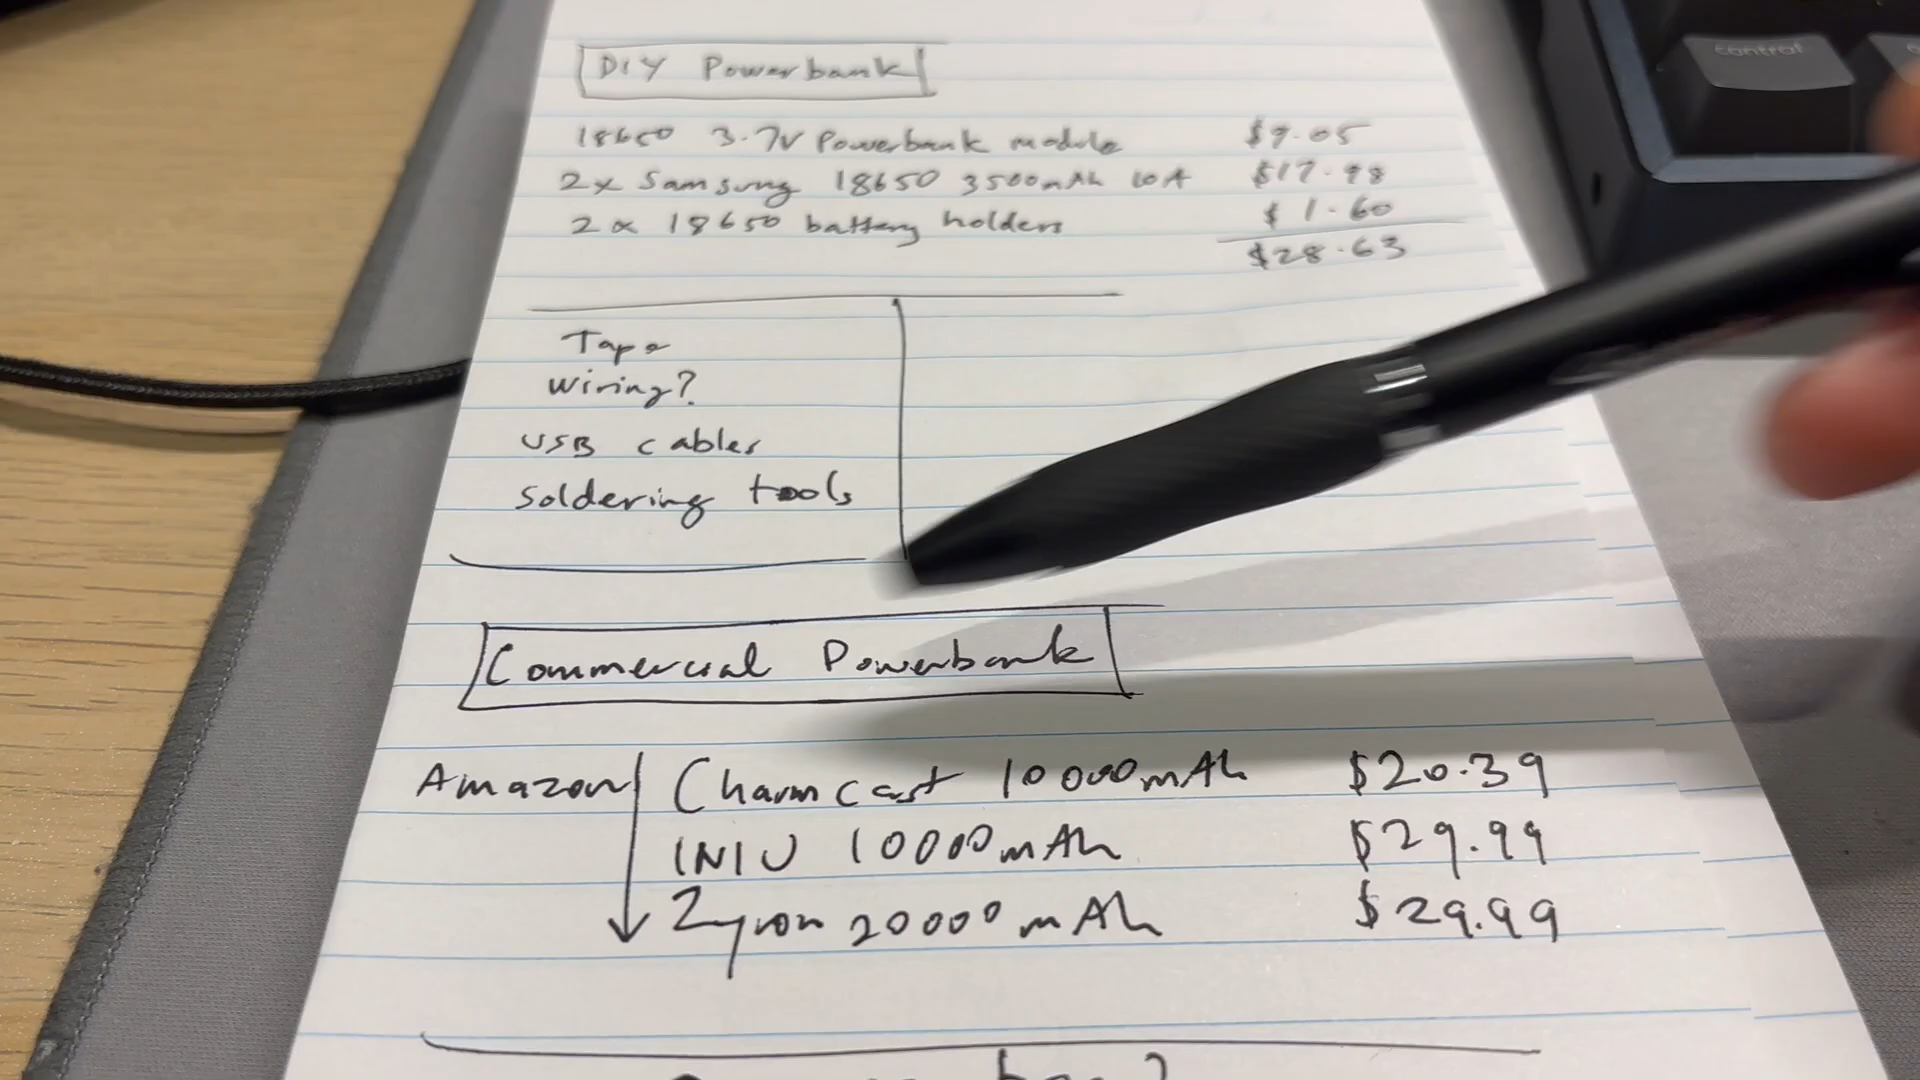 control
DIY Powerbank
18650 3.7V Powerbank module $9.05
2x Samsung 18650 3500mAh 10A $17.98
2x 18650 battery holders $1.60
$28.63
Tape
Wiring?
USB cables
Soldering tools
Commercial Powerbank
Amazon Charmcast 10000mAh $20.39
INIU 10000mAh $29.99
Zyron 20000mAh $29.99